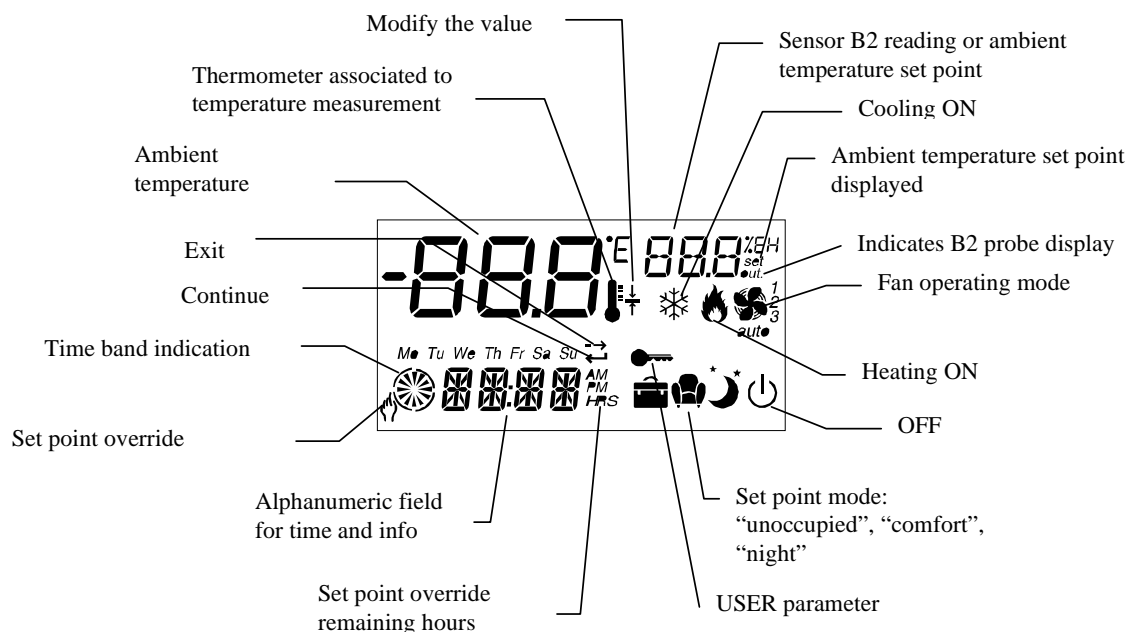 Modify the value
Sensor B2 reading or ambient
temperature set point
Thermometer associated to
temperature measurement
Cooling ON
Ambient
temperature
Ambient temperature set point
displayed
Exit
Continue
Indicates B2 probe display
Fan operating mode
Time band indication
Heating ON
Set point override
OFF
-88.8 °E 88.8 %EH
set
out.
1
2
3
auto
Mo Tu We Th Fr Sa Su
88:88 AM
PM
HRS
Alphanumeric field
for time and info
Set point mode:
“unoccupied”, “comfort”,
“night”
Set point override
remaining hours
USER parameter